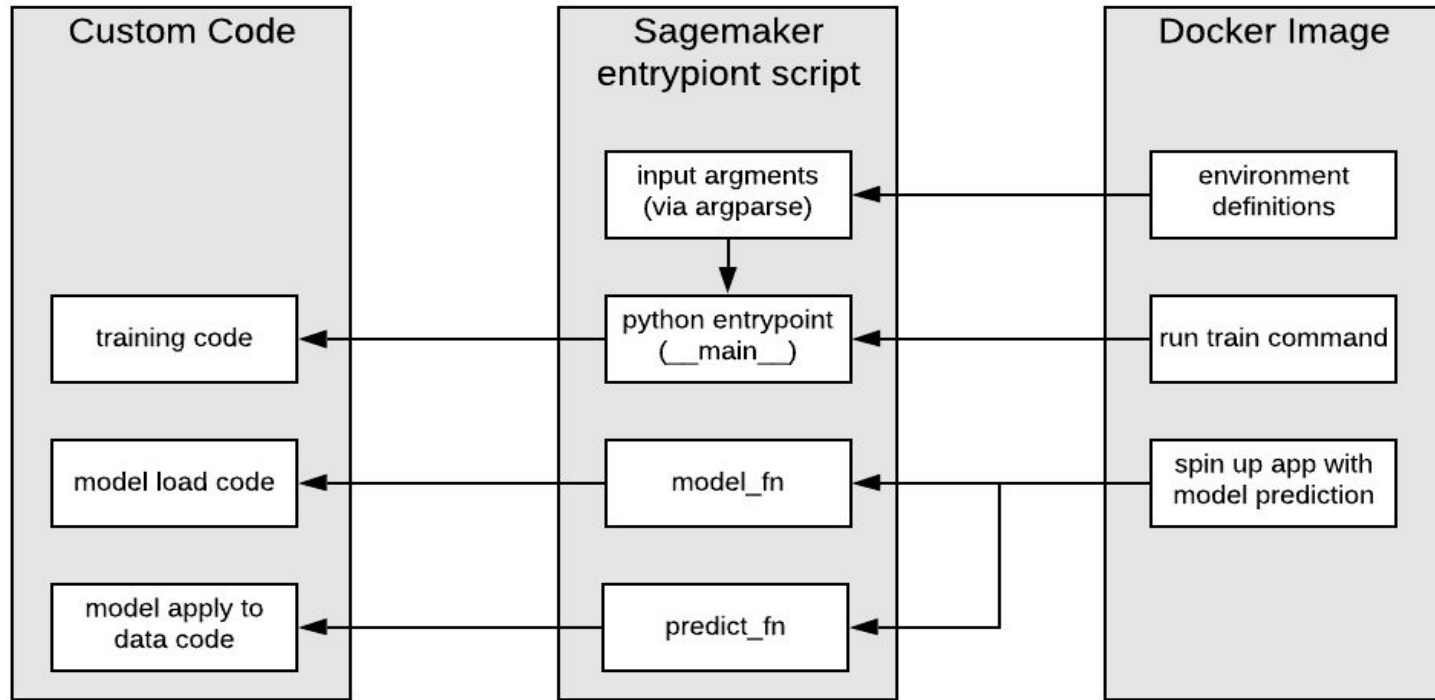 Custom Code
Sagemaker
entrypiont script
Docker Image
input argments
(via argparse)
environment
definitions
training code
python entrypoint
(__main__)
run train command
model load code
model_fn
spin up app with
model prediction
model apply to
data code
predict_fn